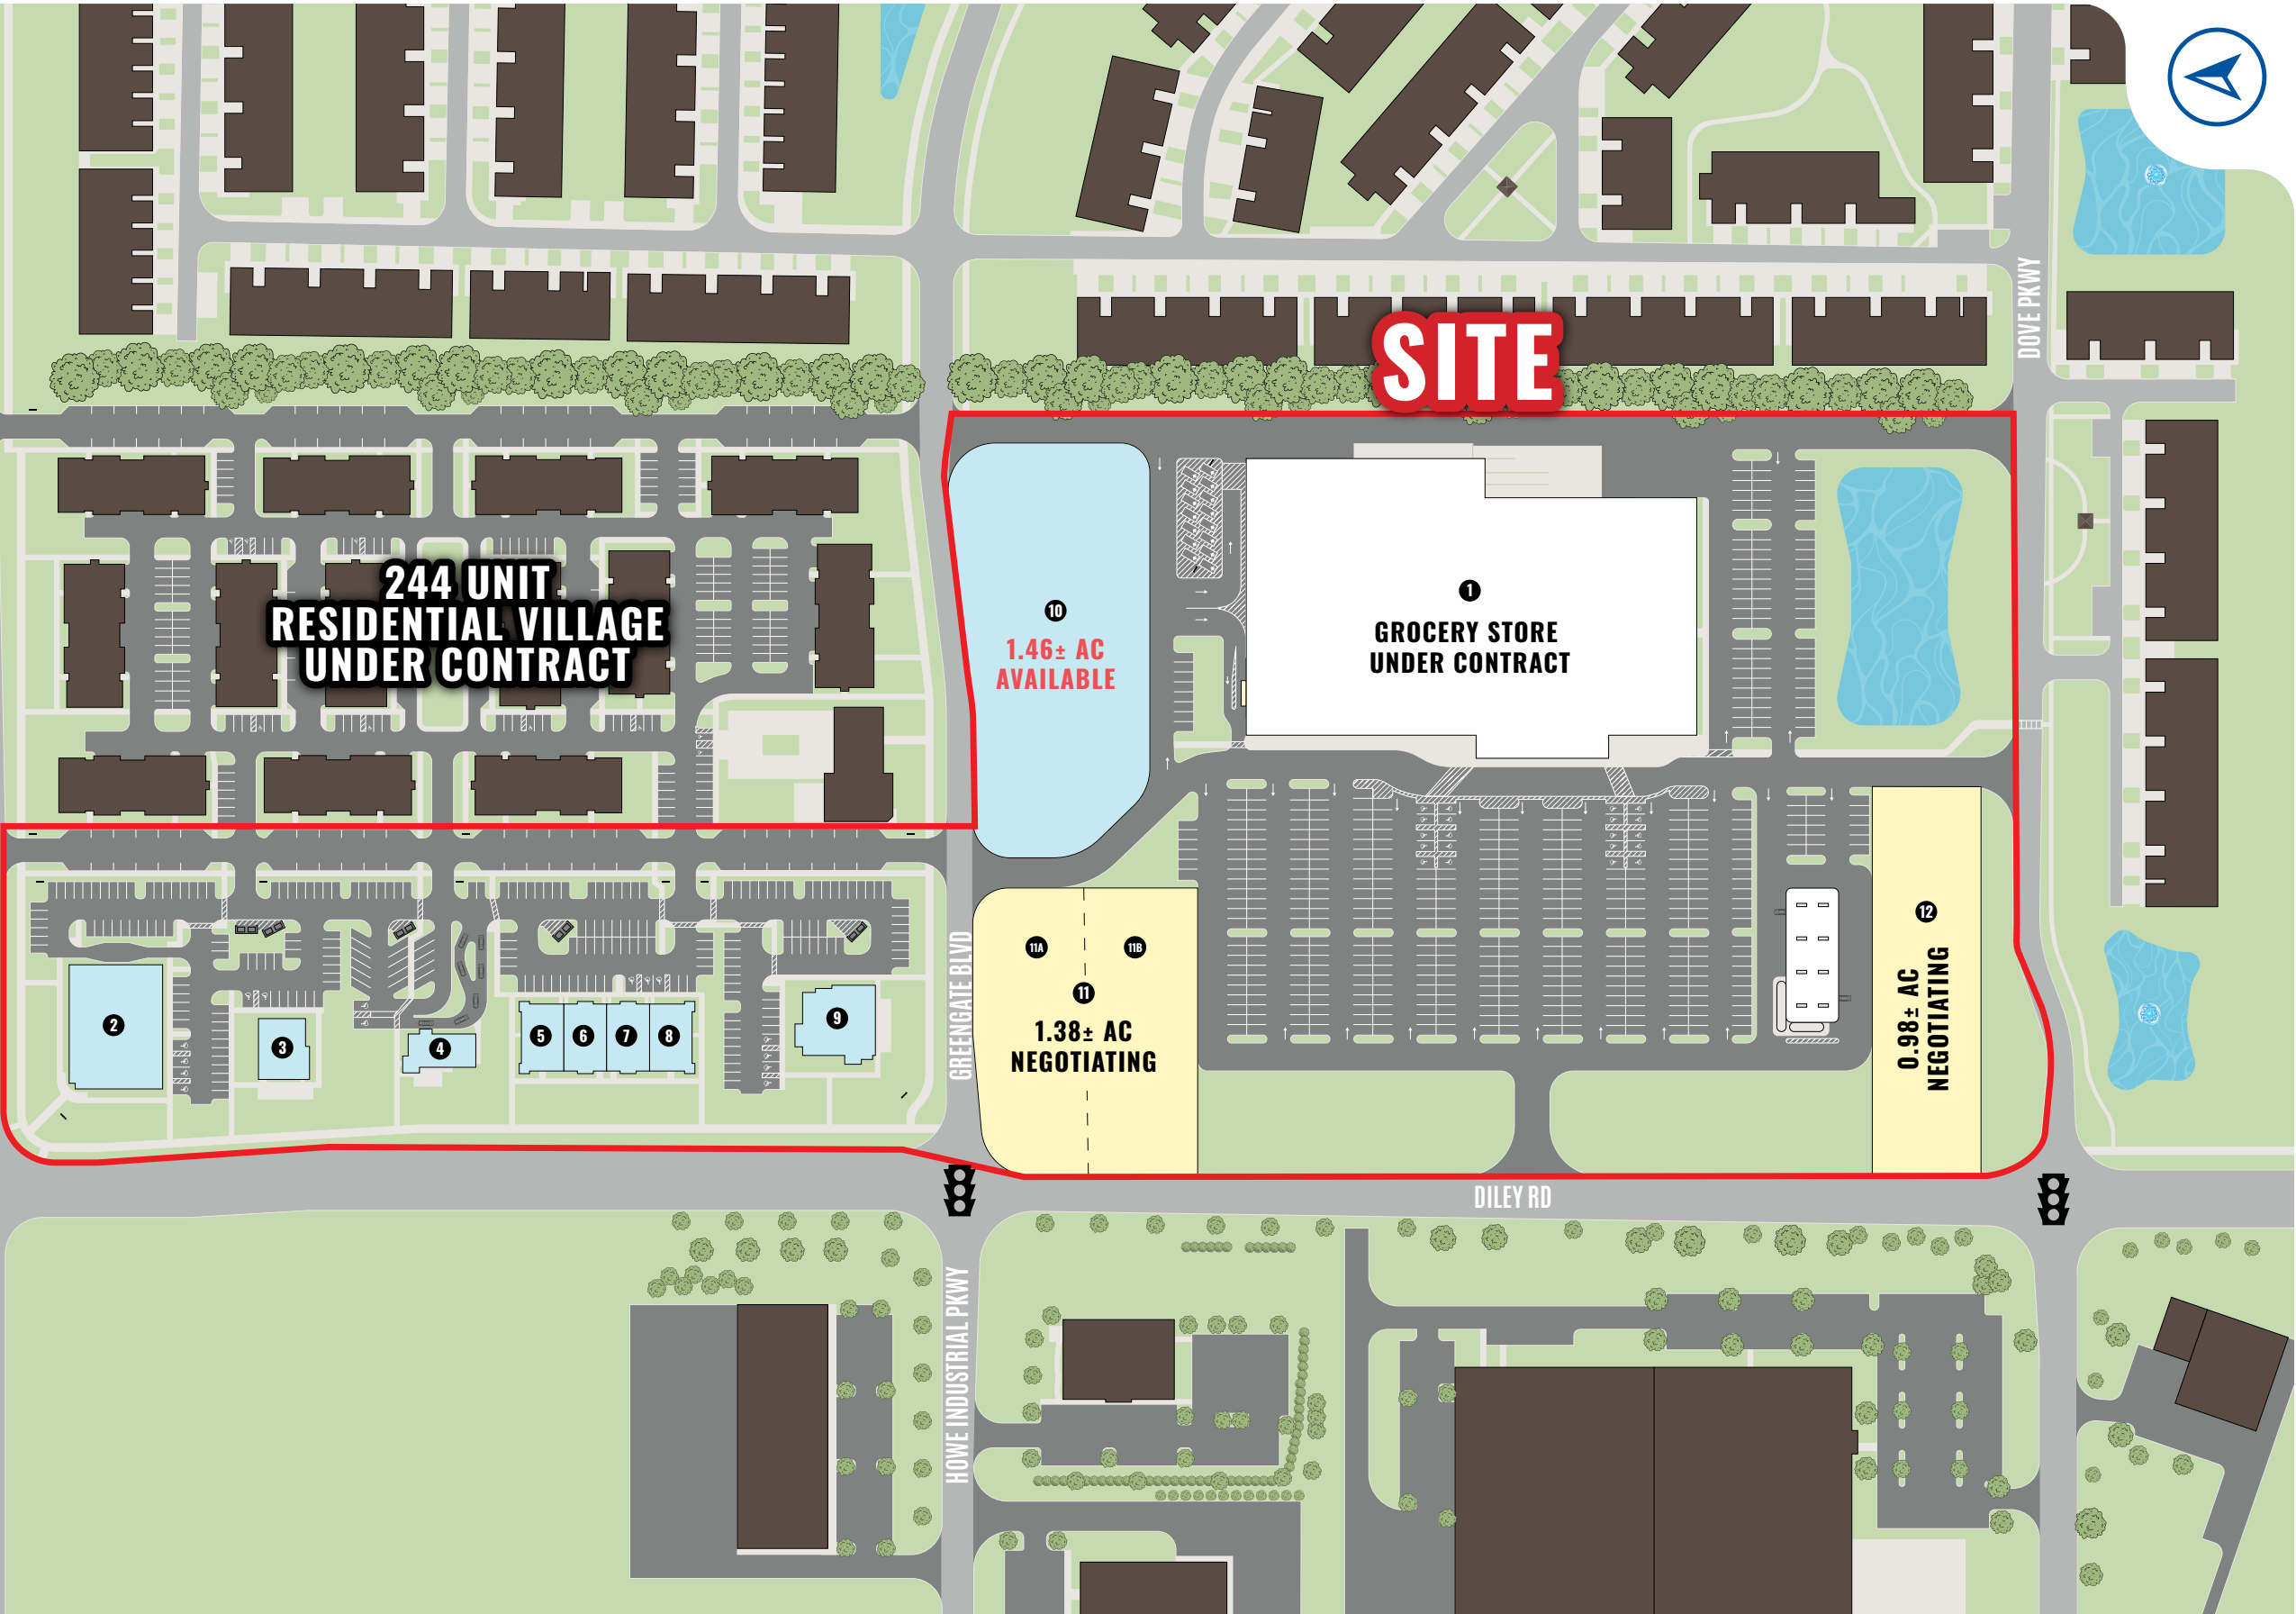 SITE
DOVE PKWY
244 UNIT
RESIDENTIAL VILLAGE
UNDER CONTRACT
10
1.46± AC
AVAILABLE
1
GROCERY STORE
UNDER CONTRACT
2
3
4
5
6
7
8
9
GREENGATE BLVD
11A
11B
11
1.38± AC
NEGOTIATING
12
0.98± AC
NEGOTIATING
DILEY RD
HOWE INDUSTRIAL PKWY